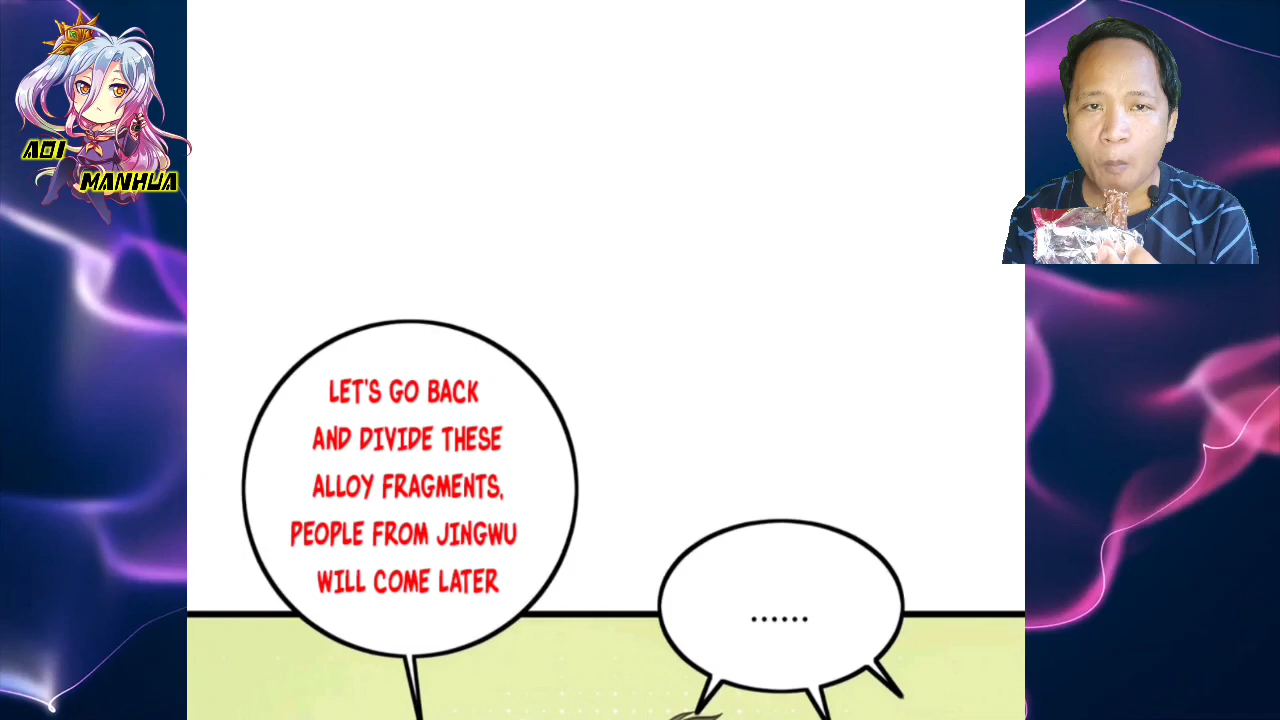 AOI
MANHUA
LET'S GO BACK
AND DIVIDE THESE
ALLOY FRAGMENTS,
PEOPLE FROM JINGWU
WILL COME LATER
......